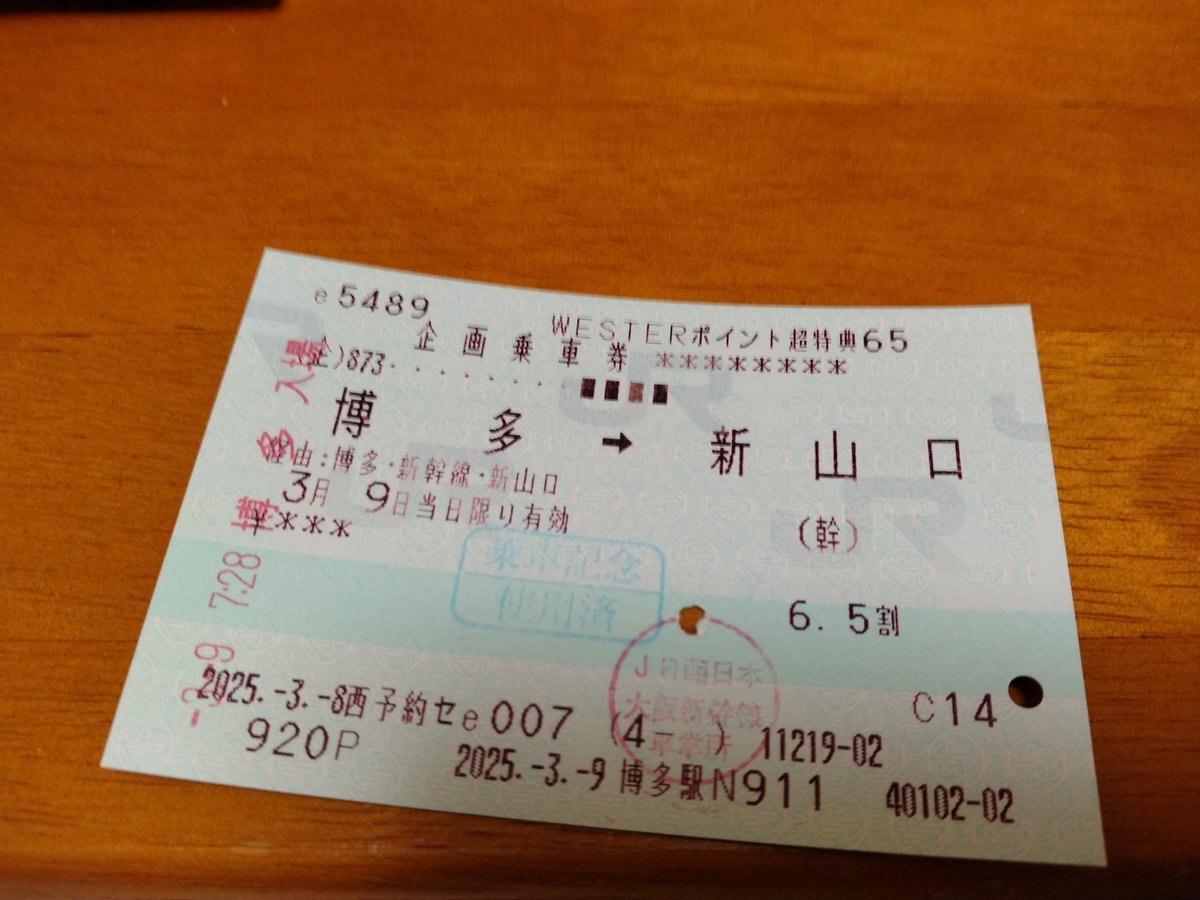 e5489
WESTERポイント超特典65
企画乗車券 ********
(企)873・・・・・・・・■■■■
博多 → 新山口
経由:博多・新幹線・新山口
(幹)
3月 9日当日限り有効
*****
乗車記念
使用済
6.5割
博多 入場
-3.-9 7:28
JR西日本
大阪新幹線
車掌所
2025.-3.-8西予約セe007 (4- ) 11219-02 C14
920P
2025.-3.-9 博多駅N911 40102-02